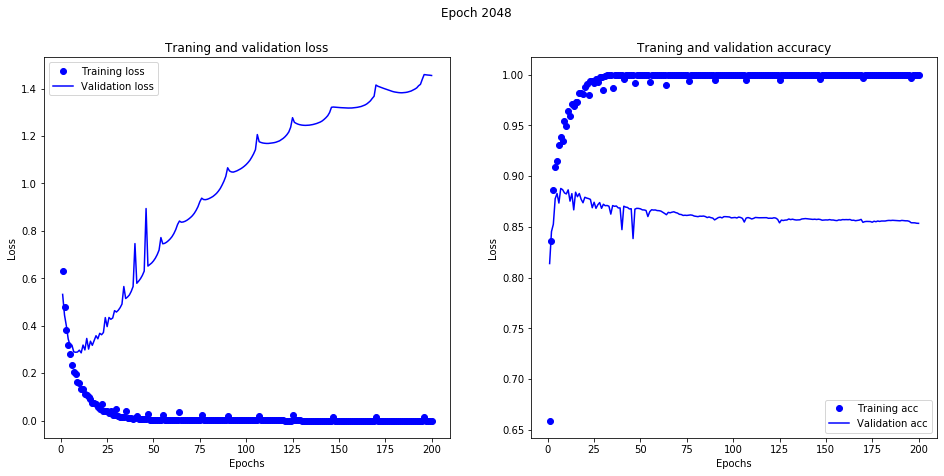 Epoch 2048
Traning and validation loss
Training loss
Validation loss
Loss
1.4
1.2
1.0
0.8
0.6
0.4
0.2
0.0
0 25 50 75 100 125 150 175 200
Epochs
Traning and validation accuracy
Loss
1.00
0.95
0.90
0.85
0.80
0.75
0.70
0.65
Training acc
Validation acc
0 25 50 75 100 125 150 175 200
Epochs